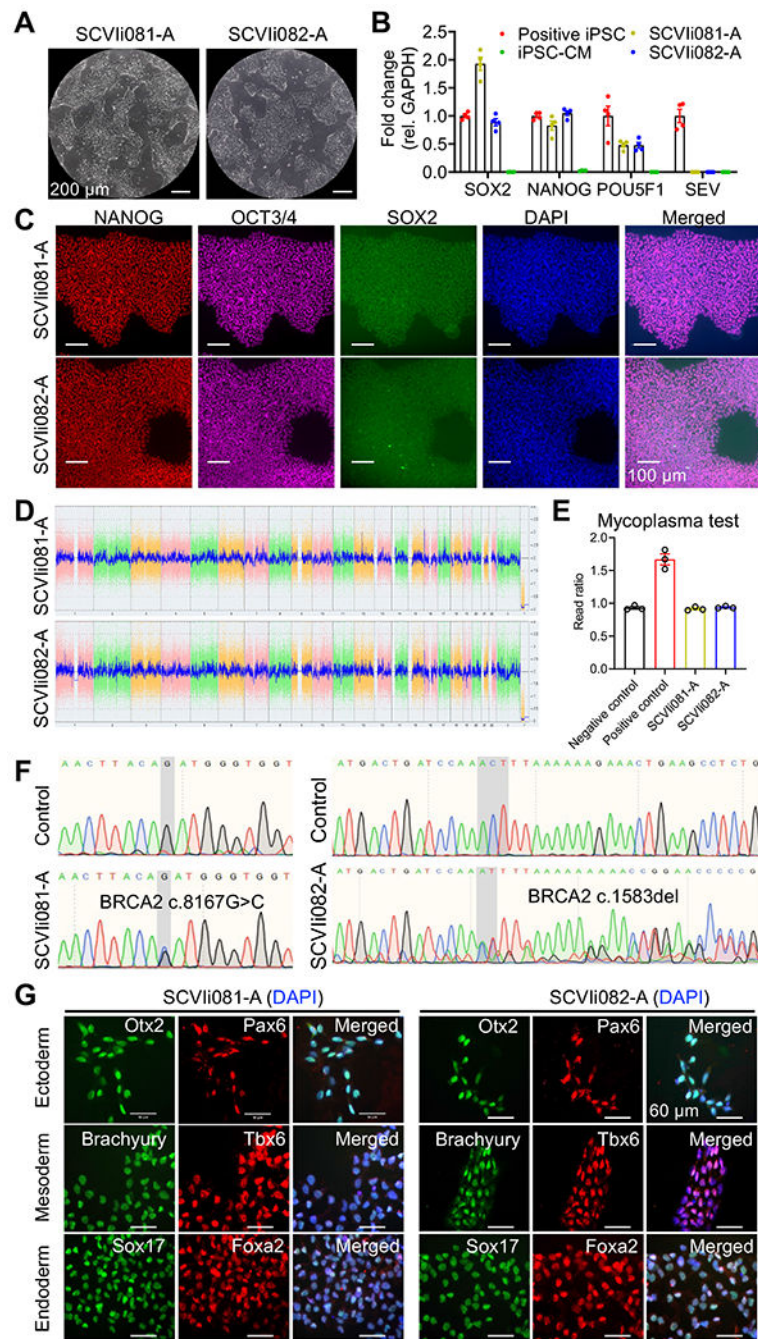 A
SCVIi081-A
SCVIi082-A
200 µm
B
Positive iPSC
iPSC-CM
SCVIi081-A
SCVIi082-A
Fold change
(rel. GAPDH)
2.5
2.0
1.5
1.0
0.5
0.0
SOX2 NANOG POU5F1 SEV
C
NANOG OCT3/4 SOX2 DAPI Merged
SCVIi081-A
SCVIi082-A
100 µm
D
SCVIi081-A
SCVIi082-A
E
Mycoplasma test
Read ratio
2.0
1.5
1.0
0.5
0.0
Negative control
Positive control
SCVIi081-A
SCVIi082-A
F
Control
AACTTACAGATGGGTGGT
SCVIi081-A
AACTTACAGATGGGTGGT
BRCA2 c.8167G>C
Control
ATGACTGATCCAAACTTTAAAAAAGAAACTGAAGCCTCTG
SCVIi082-A
BRCA2 c.1583del
G
SCVIi081-A (DAPI)
SCVIi082-A (DAPI)
Ectoderm
Otx2 Pax6 Merged
Otx2 Pax6 Merged
60 µm
Mesoderm
Brachyury Tbx6 Merged
Brachyury Tbx6 Merged
Endoderm
Sox17 Foxa2 Merged
Sox17 Foxa2 Merged